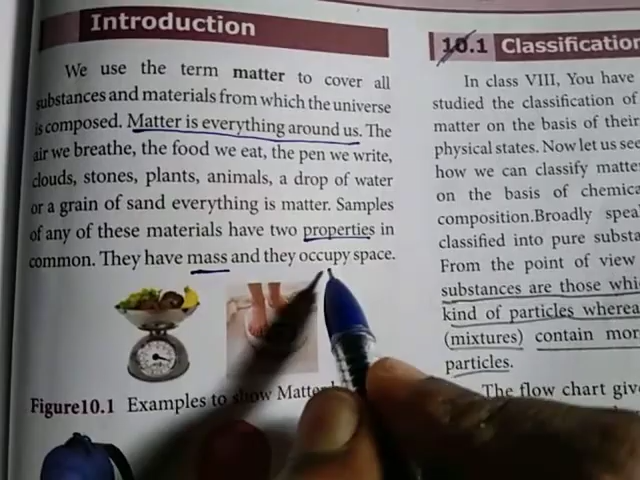 Introduction
We use the term matter to cover all
substances and materials from which the universe
is composed. Matter is everything around us. The
air we breathe, the food we eat, the pen we write,
clouds, stones, plants, animals, a drop of water
or a grain of sand everything is matter. Samples
of any of these materials have two properties in
common. They have mass and they occupy space.
Figure10.1 Examples to show Matter
10.1 Classification
In class VIII, You have
studied the classification of
matter on the basis of their
physical states. Now let us see
how we can classify matte
on the basis of chemica
composition.Broadly spea
classified into pure substa
From the point of view
substances are those whi
kind of particles wherea
(mixtures) contain mor
particles.
The flow chart giv